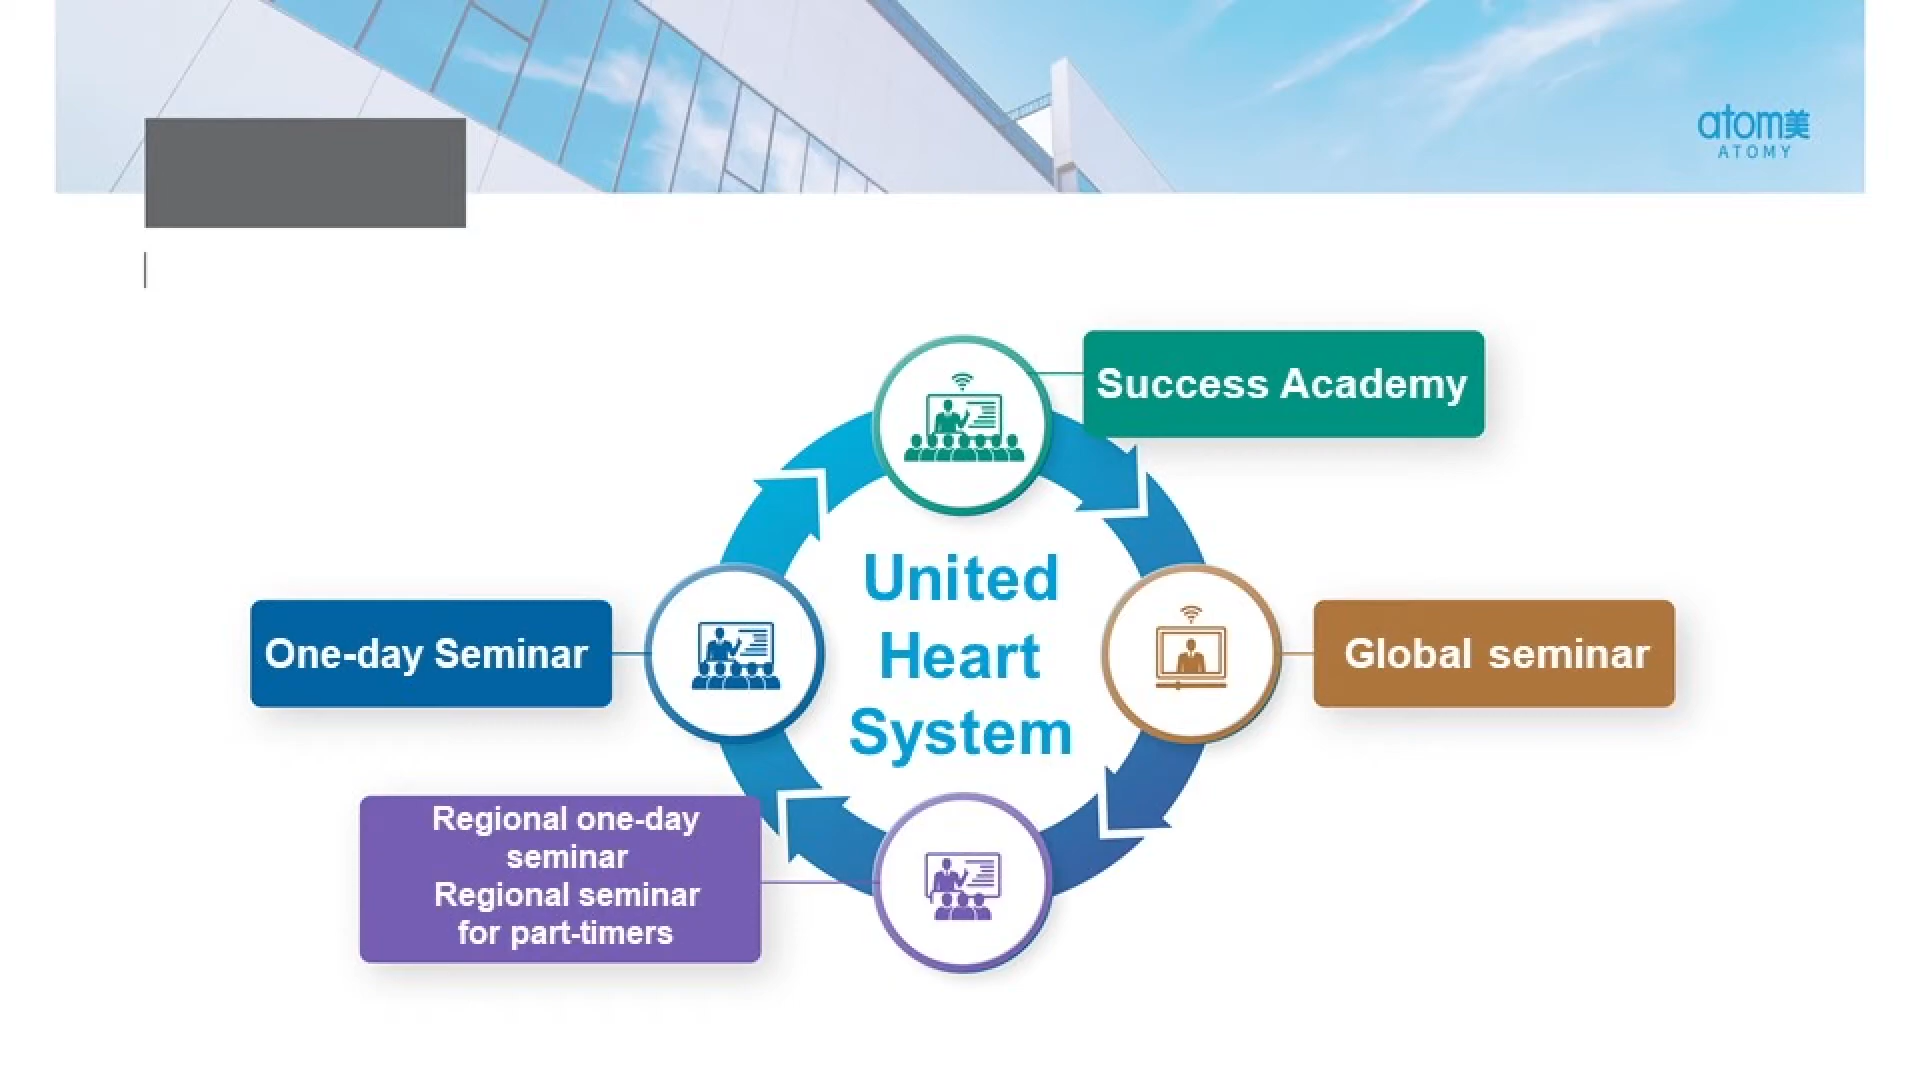 atom美
ATOMY
Success Academy
United
Heart
System
One-day Seminar
Global seminar
Regional one-day
seminar
Regional seminar
for part-timers